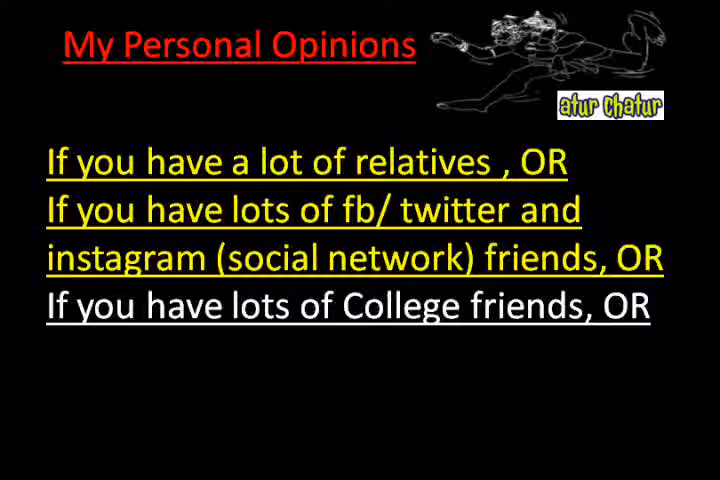 My Personal Opinions
atur chatur
If you have a lot of relatives , OR
If you have lots of fb/ twitter and
instagram (social network) friends, OR
If you have lots of College friends, OR